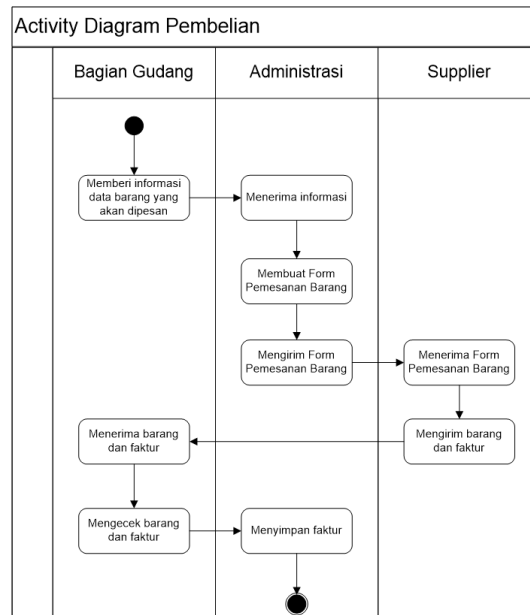 Activity Diagram Pembelian
Bagian Gudang
Administrasi
Supplier
Memberi informasi
data barang yang
akan dipesan
Menerima informasi
Membuat Form
Pemesanan Barang
Mengirim Form
Pemesanan Barang
Menerima Form
Pemesanan Barang
Mengirim barang
dan faktur
Menerima barang
dan faktur
Mengecek barang
dan faktur
Menyimpan faktur